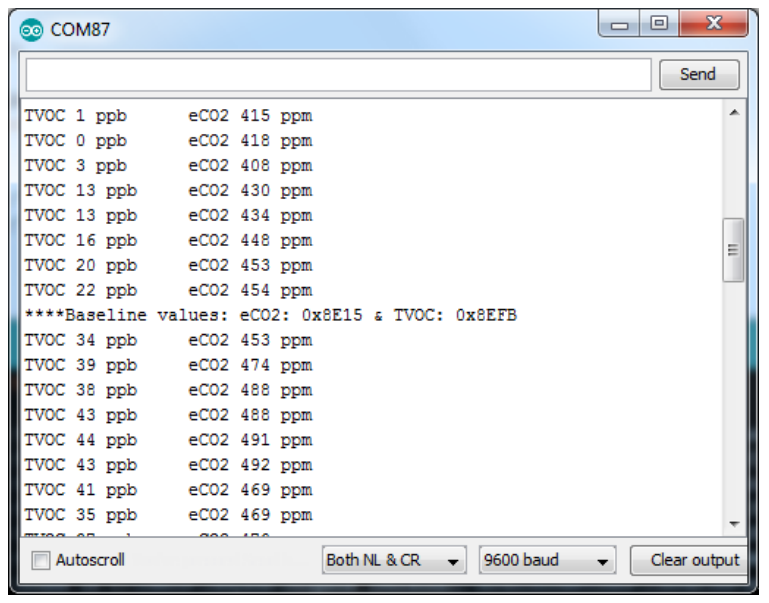 COM87
Send
TVOC 1 ppb eCO2 415 ppm
TVOC 0 ppb eCO2 418 ppm
TVOC 3 ppb eCO2 408 ppm
TVOC 13 ppb eCO2 430 ppm
TVOC 13 ppb eCO2 434 ppm
TVOC 16 ppb eCO2 448 ppm
TVOC 20 ppb eCO2 453 ppm
TVOC 22 ppb eCO2 454 ppm
****Baseline values: eCO2: 0x8E15 & TVOC: 0x8EFB
TVOC 34 ppb eCO2 453 ppm
TVOC 39 ppb eCO2 474 ppm
TVOC 38 ppb eCO2 488 ppm
TVOC 43 ppb eCO2 488 ppm
TVOC 44 ppb eCO2 491 ppm
TVOC 43 ppb eCO2 492 ppm
TVOC 41 ppb eCO2 469 ppm
TVOC 35 ppb eCO2 469 ppm
Autoscroll Both NL & CR 9600 baud Clear output